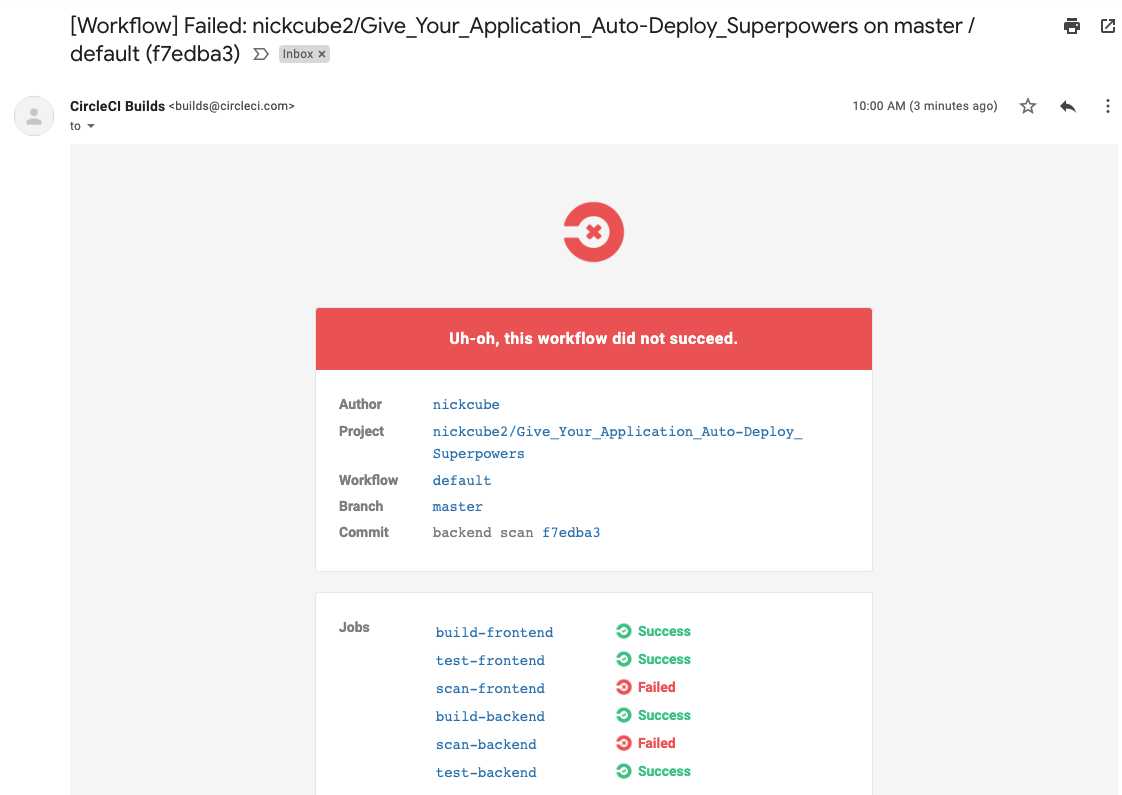 [Workflow] Failed: nickcube2/Give_Your_Application_Auto-Deploy_Superpowers on master /
default (f7edba3) Inbox ×
CircleCI Builds <builds@circleci.com> 10:00 AM (3 minutes ago)
to
Uh-oh, this workflow did not succeed.
Author nickcube
Project nickcube2/Give_Your_Application_Auto-Deploy_
Superpowers
Workflow default
Branch master
Commit backend scan f7edba3
Jobs build-frontend Success
test-frontend Success
scan-frontend Failed
build-backend Success
scan-backend Failed
test-backend Success